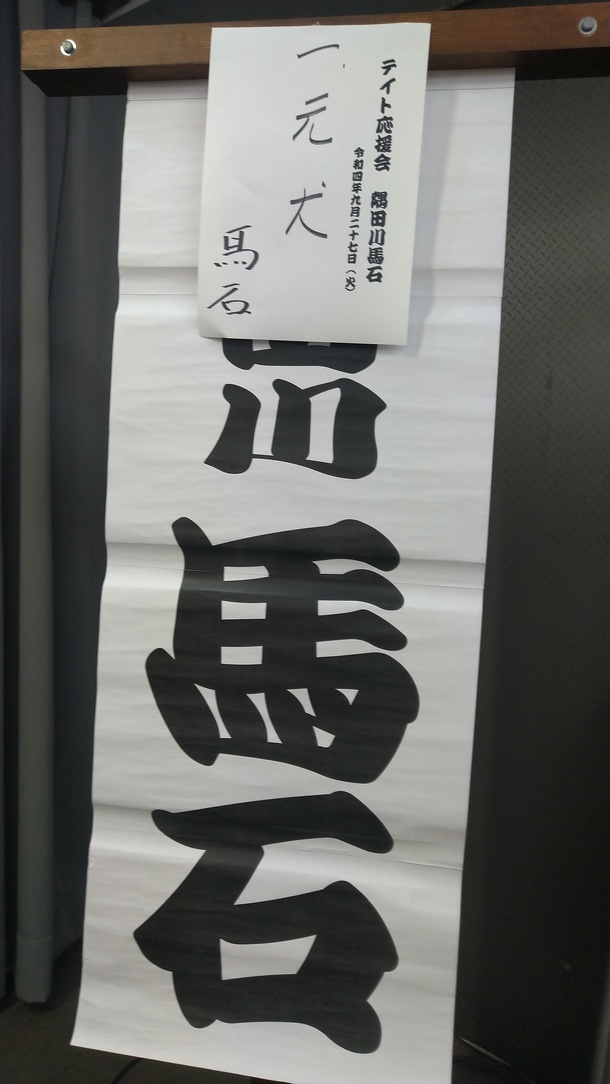 テイト応援会 隅田川馬石
令和四年九月二十七日(火)
一、元犬
馬石
川馬石